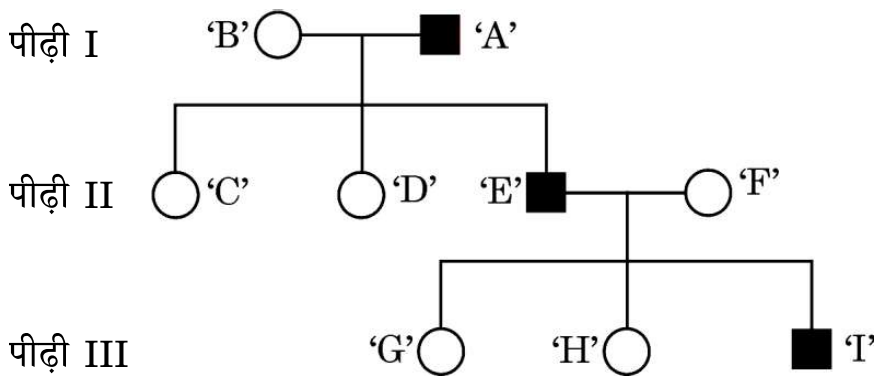 पीढ़ी I 'B' 'A'
पीढ़ी II 'C' 'D' 'E' 'F'
पीढ़ी III 'G' 'H' 'I'